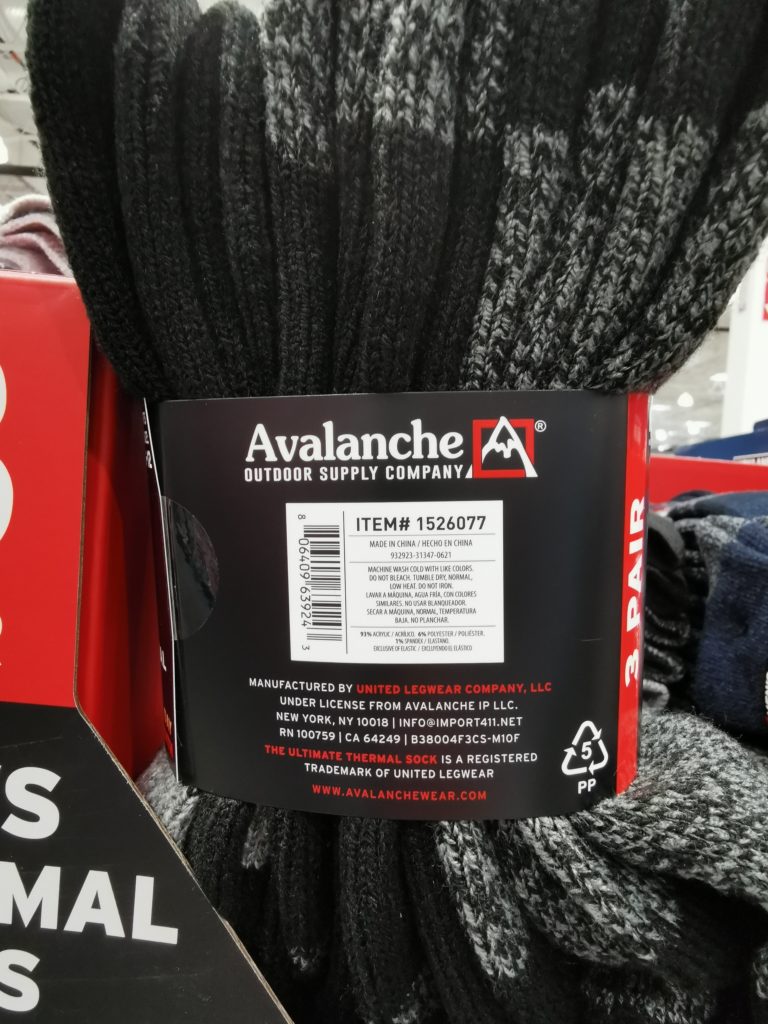 Avalanche ®
OUTDOOR SUPPLY COMPANY
ITEM# 1526077
MADE IN CHINA / HECHO EN CHINA
932923-31347-0621
MACHINE WASH COLD WITH LIKE COLORS.
DO NOT BLEACH. TUMBLE DRY, NORMAL,
LOW HEAT. DO NOT IRON.
LAVAR A MÁQUINA, AGUA FRÍA, CON COLORES
SIMILARES. NO USAR BLANQUEADOR.
SECAR A MÁQUINA, NORMAL, TEMPERATURA
BAJA. NO PLANCHAR.
93% ACRYLIC / ACRÍLICO. 6% POLYESTER / POLIÉSTER.
1% SPANDEX / ELASTANO.
EXCLUSIVE OF ELASTIC / EXCLUYENDO EL ELÁSTICO
8 06409 63924 3
3 PAIR
MANUFACTURED BY UNITED LEGWEAR COMPANY, LLC
UNDER LICENSE FROM AVALANCHE IP LLC.
NEW YORK, NY 10018 | INFO@IMPORT411.NET
RN 100759 | CA 64249 | B38004F3CS-M10F
THE ULTIMATE THERMAL SOCK IS A REGISTERED
TRADEMARK OF UNITED LEGWEAR
WWW.AVALANCHEWEAR.COM
5
PP
'S
MAL
S